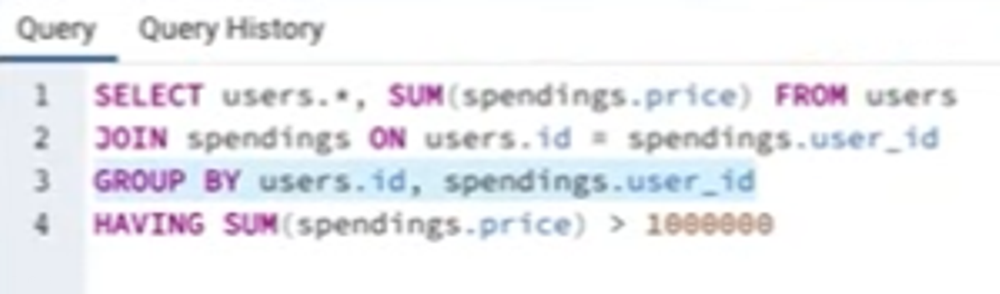 Query Query History
1 SELECT users.*, SUM(spendings.price) FROM users
2 JOIN spendings ON users.id = spendings.user_id
3 GROUP BY users.id, spendings.user_id
4 HAVING SUM(spendings.price) > 1000000